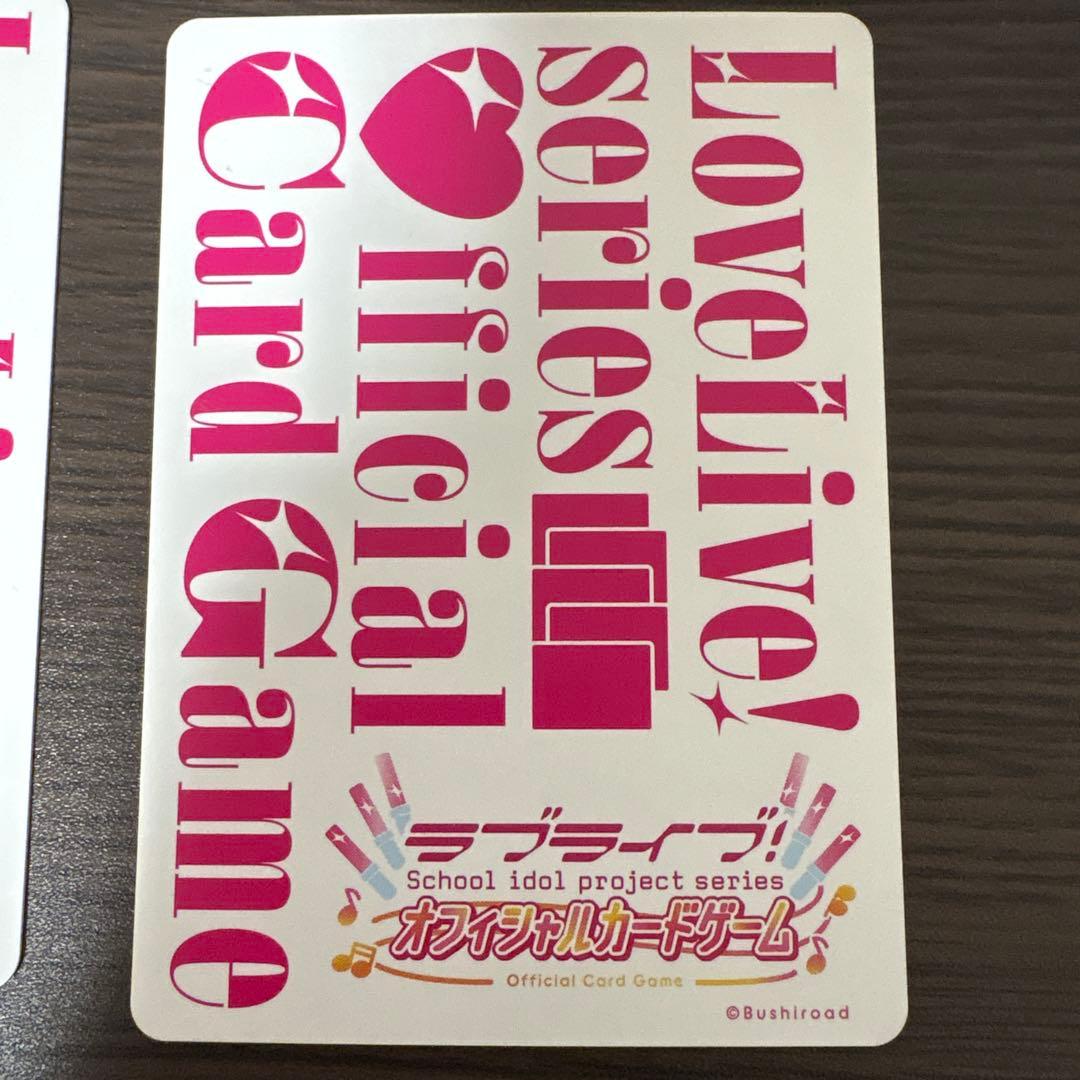 LoveLive!
series
♥fficial
Card Game
ラブライブ!
School idol project series
オフィシャルカードゲーム
Official Card Game
©Bushiroad